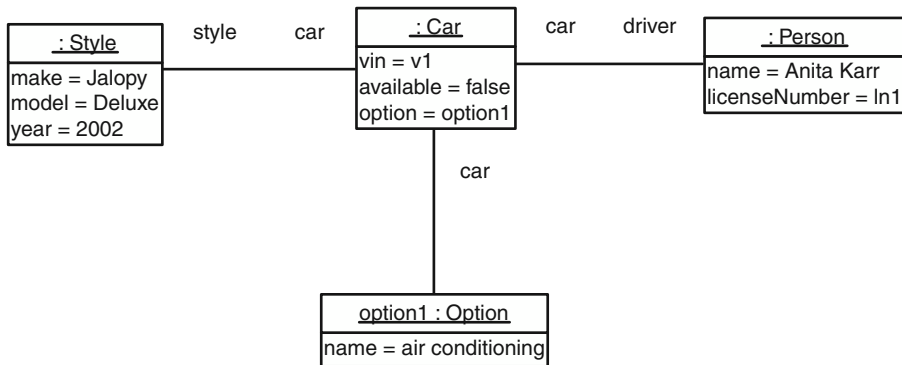 : Style
make = Jalopy
model = Deluxe
year = 2002
style car
: Car
vin = v1
available = false
option = option1
car driver
: Person
name = Anita Karr
licenseNumber = ln1
car
option1 : Option
name = air conditioning